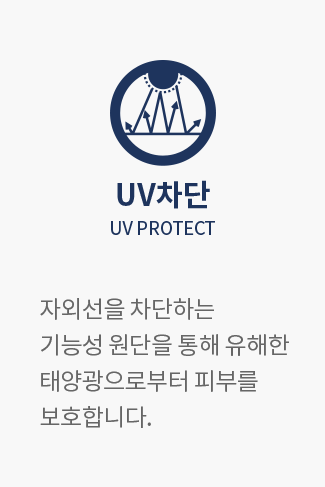 UV차단
UV PROTECT
자외선을 차단하는
기능성 원단을 통해 유해한
태양광으로부터 피부를
보호합니다.